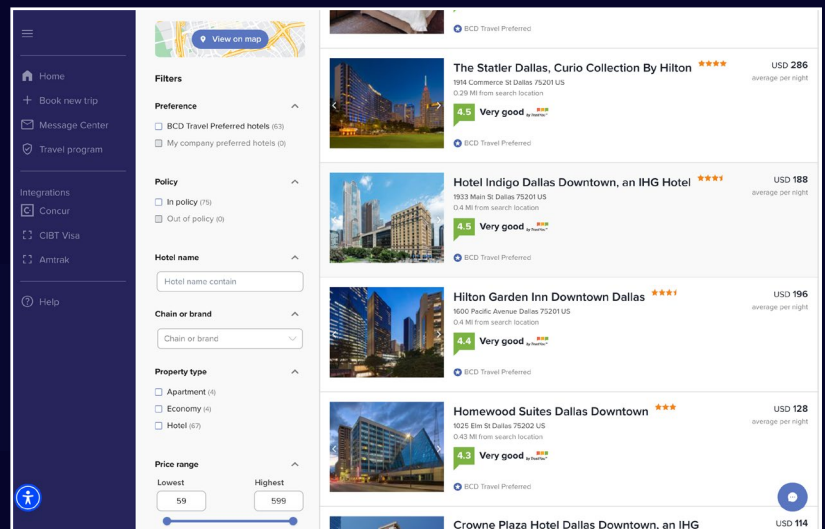 View on map
Home
Book new trip
Message Center
Travel program
Integrations
Concur
CIBT Visa
Amtrak
Help
Filters
Preference
BCD Travel Preferred hotels (63)
My company preferred hotels (0)
Policy
In policy (75)
Out of policy (0)
Hotel name
Hotel name contain
Chain or brand
Chain or brand
Property type
Apartment (4)
Economy (4)
Hotel (67)
Price range
Lowest Highest
59 599
BCD Travel Preferred
The Statler Dallas, Curio Collection By Hilton USD 286
1914 Commerce St Dallas 75201 US average per night
0.29 MI from search location
4.5 Very good
BCD Travel Preferred
Hotel Indigo Dallas Downtown, an IHG Hotel USD 188
1933 Main St Dallas 75201 US average per night
0.4 MI from search location
4.5 Very good
BCD Travel Preferred
Hilton Garden Inn Downtown Dallas USD 196
1600 Pacific Avenue Dallas 75201 US average per night
0.4 MI from search location
4.4 Very good
BCD Travel Preferred
Homewood Suites Dallas Downtown USD 128
1025 Elm St Dallas 75202 US average per night
0.43 MI from search location
4.3 Very good
BCD Travel Preferred
Crowne Plaza Hotel Dallas Downtown, an IHG USD 114